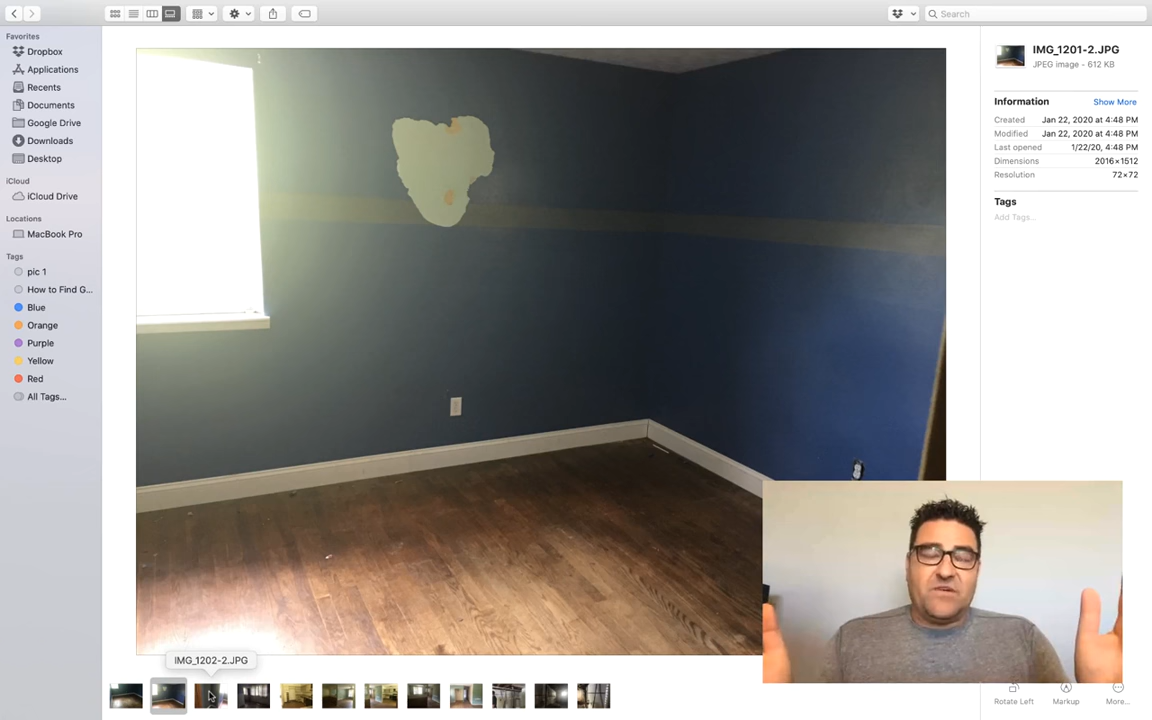 Search
Favorites
Dropbox
Applications
Recents
Documents
Google Drive
Downloads
Desktop
iCloud
iCloud Drive
Locations
MacBook Pro
Tags
pic 1
How to Find G...
Blue
Orange
Purple
Yellow
Red
All Tags...
IMG_1202-2.JPG
IMG_1201-2.JPG
JPEG image - 612 KB
Information Show More
Created Jan 22, 2020 at 4:48 PM
Modified Jan 22, 2020 at 4:48 PM
Last opened 1/22/20, 4:48 PM
Dimensions 2016×1512
Resolution 72×72
Tags
Add Tags...
Rotate Left Markup More...